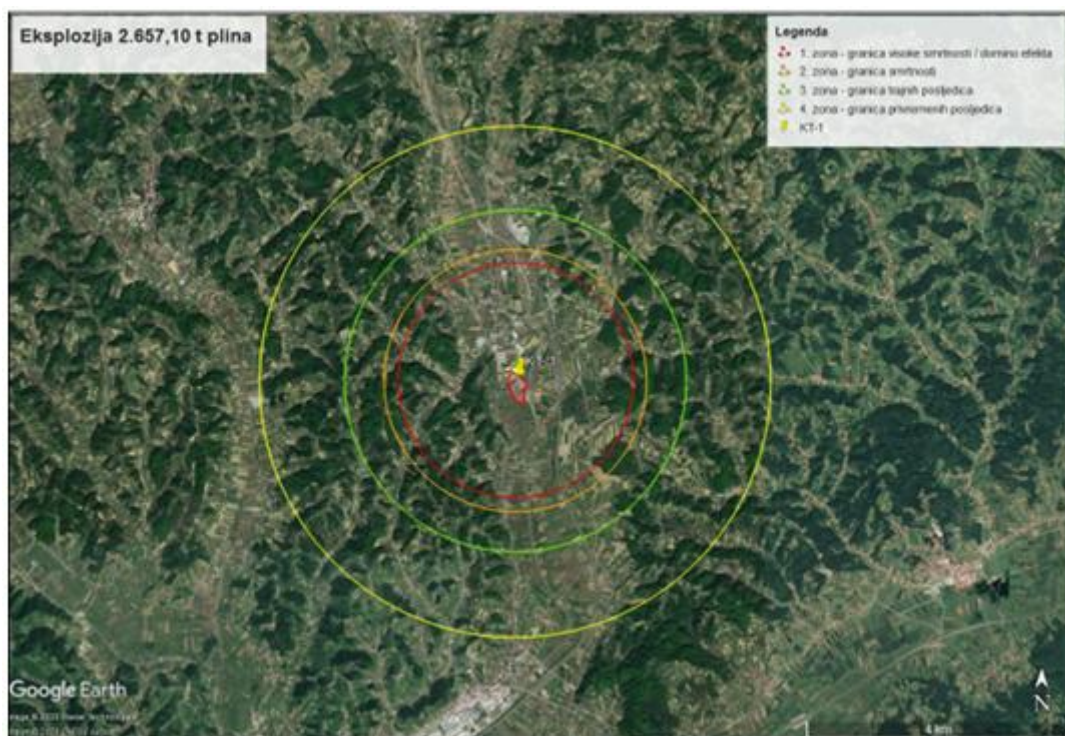 Eksplozija 2.657,10 t plina
Legenda
1. zona - granica visoke smrtnosti / domino efekta
2. zona - granica smrtnosti
3. zona - granica trajnih posljedica
4. zona - granica privremenih posljedica
KT-1
Google Earth
N
4 km